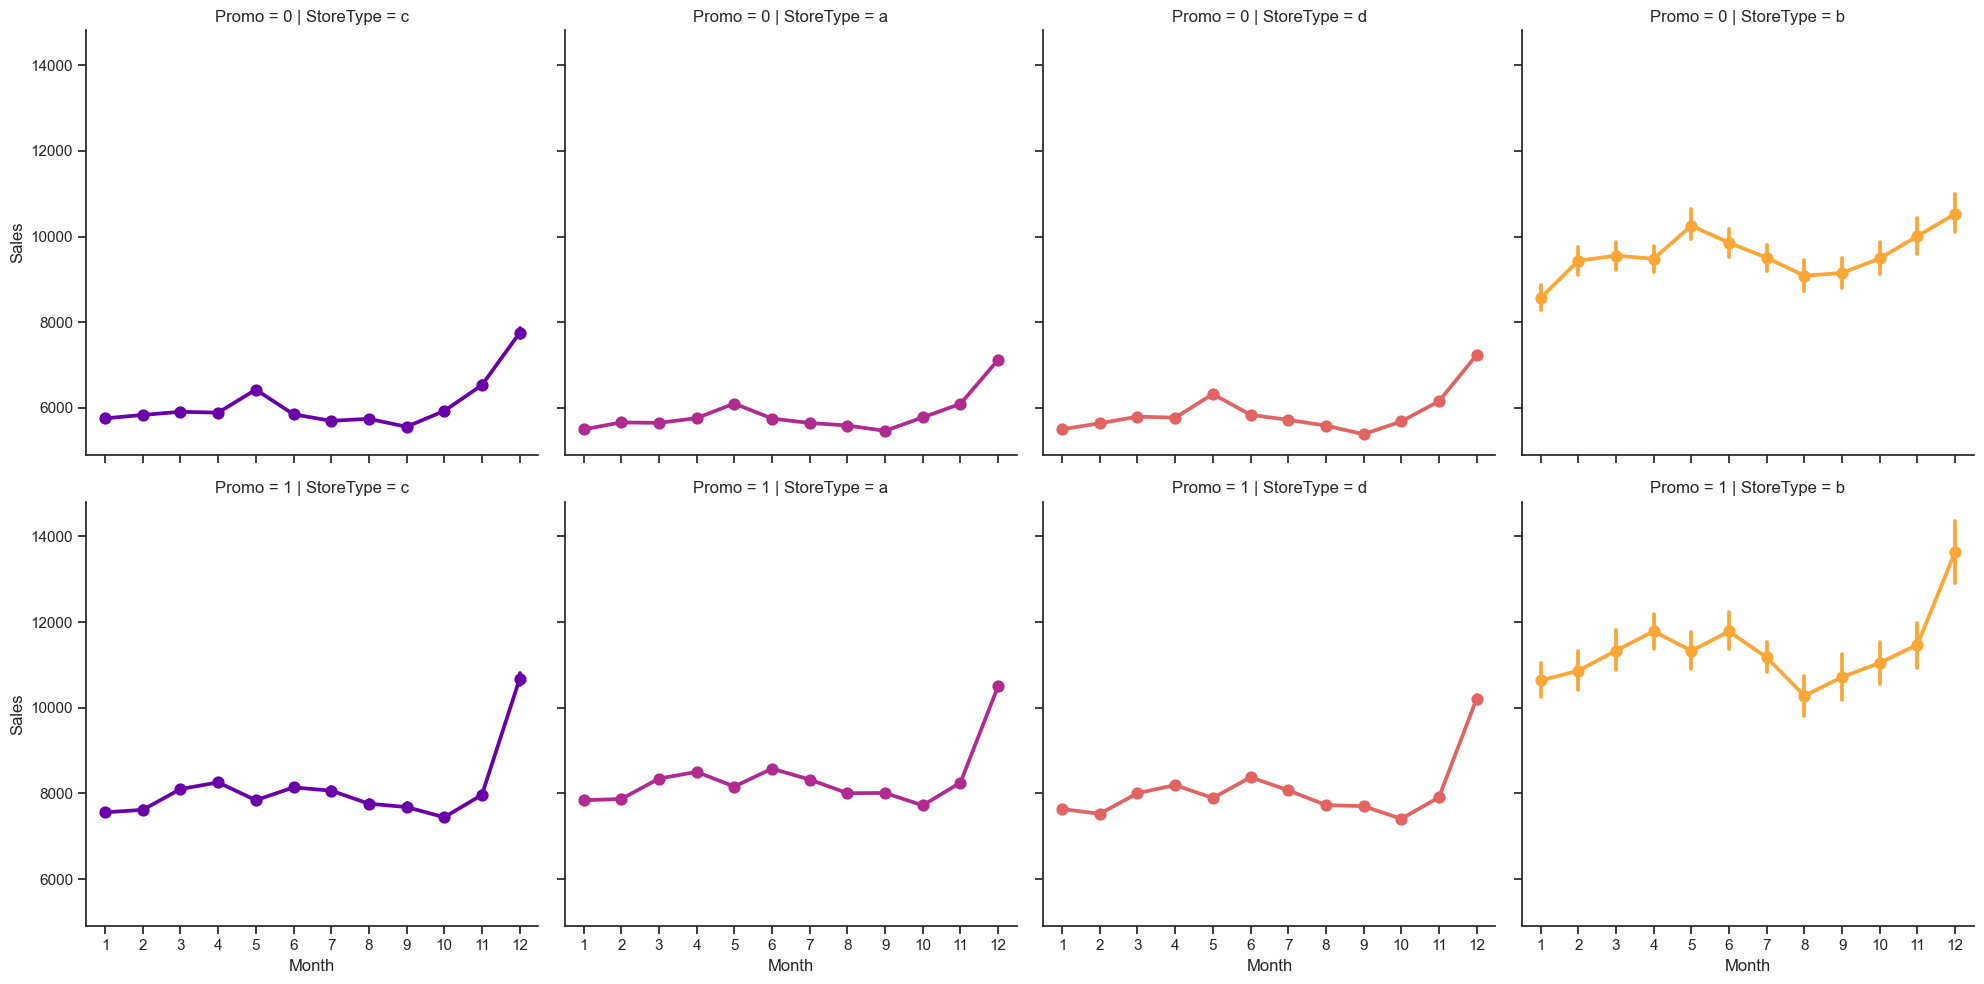 Promo = 0 | StoreType = c
Promo = 0 | StoreType = a
Promo = 0 | StoreType = d
Promo = 0 | StoreType = b
14000
12000
10000
8000
6000
Sales
Promo = 1 | StoreType = c
Promo = 1 | StoreType = a
Promo = 1 | StoreType = d
Promo = 1 | StoreType = b
14000
12000
10000
8000
6000
Sales
1 2 3 4 5 6 7 8 9 10 11 12
1 2 3 4 5 6 7 8 9 10 11 12
1 2 3 4 5 6 7 8 9 10 11 12
1 2 3 4 5 6 7 8 9 10 11 12
Month
Month
Month
Month